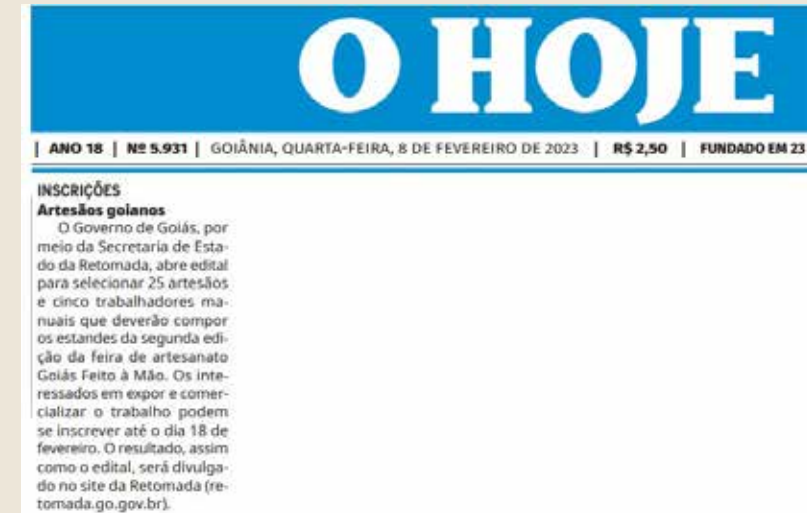 O HOJE
| ANO 18 | Nº 5.931 | GOIÂNIA, QUARTA-FEIRA, 8 DE FEVEREIRO DE 2023 | R$ 2,50 | FUNDADO EM 23
INSCRIÇÕES
Artesãos goianos
O Governo de Goiás, por
meio da Secretaria de Esta-
do da Retomada, abre edital
para selecionar 25 artesãos
e cinco trabalhadores ma-
nuais que deverão compor
os estandes da segunda edi-
ção da feira de artesanato
Goiás Feito à Mão. Os inte-
ressados em expor e comer-
cializar o trabalho podem
se inscrever até o dia 18 de
fevereiro. O resultado, assim
como o edital, será divulga-
do no site da Retomada (re-
tomada.go.gov.br).